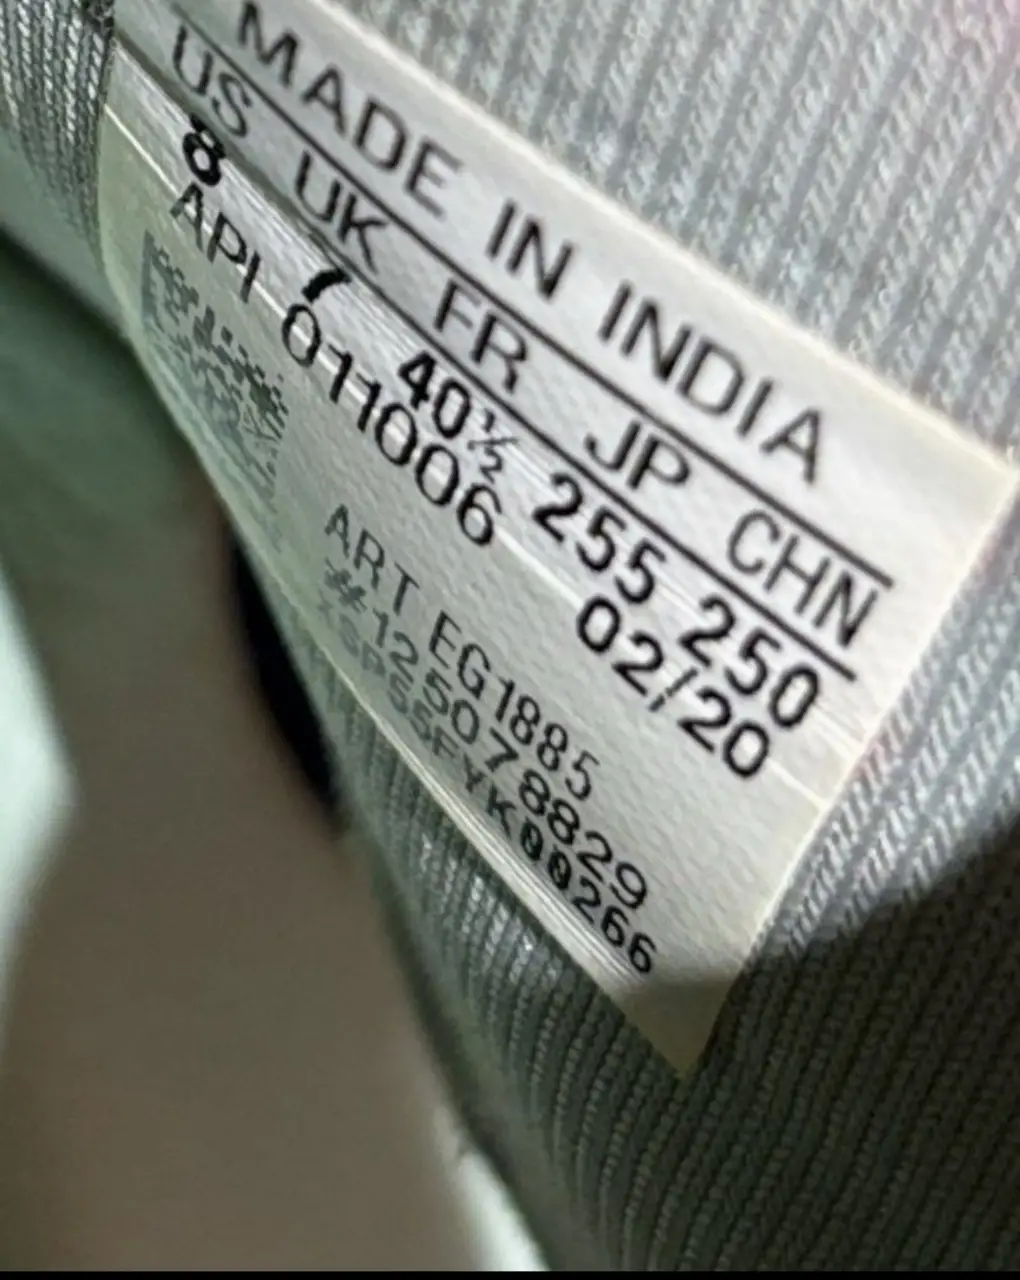 MADE IN INDIA
US UK FR JP CHN
8 7 40½ 255 250
API 011006 02/20
ART EG1885
#125078829